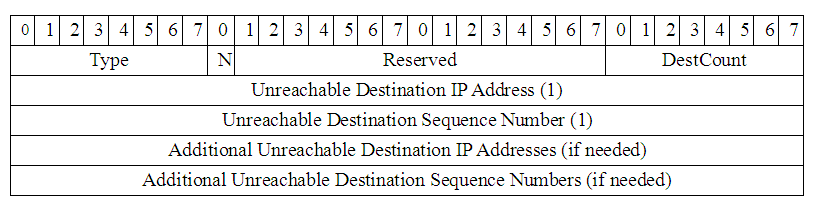 0 1 2 3 4 5 6 7 0 1 2 3 4 5 6 7 0 1 2 3 4 5 6 7 0 1 2 3 4 5 6 7
Type N Reserved DestCount
Unreachable Destination IP Address (1)
Unreachable Destination Sequence Number (1)
Additional Unreachable Destination IP Addresses (if needed)
Additional Unreachable Destination Sequence Numbers (if needed)